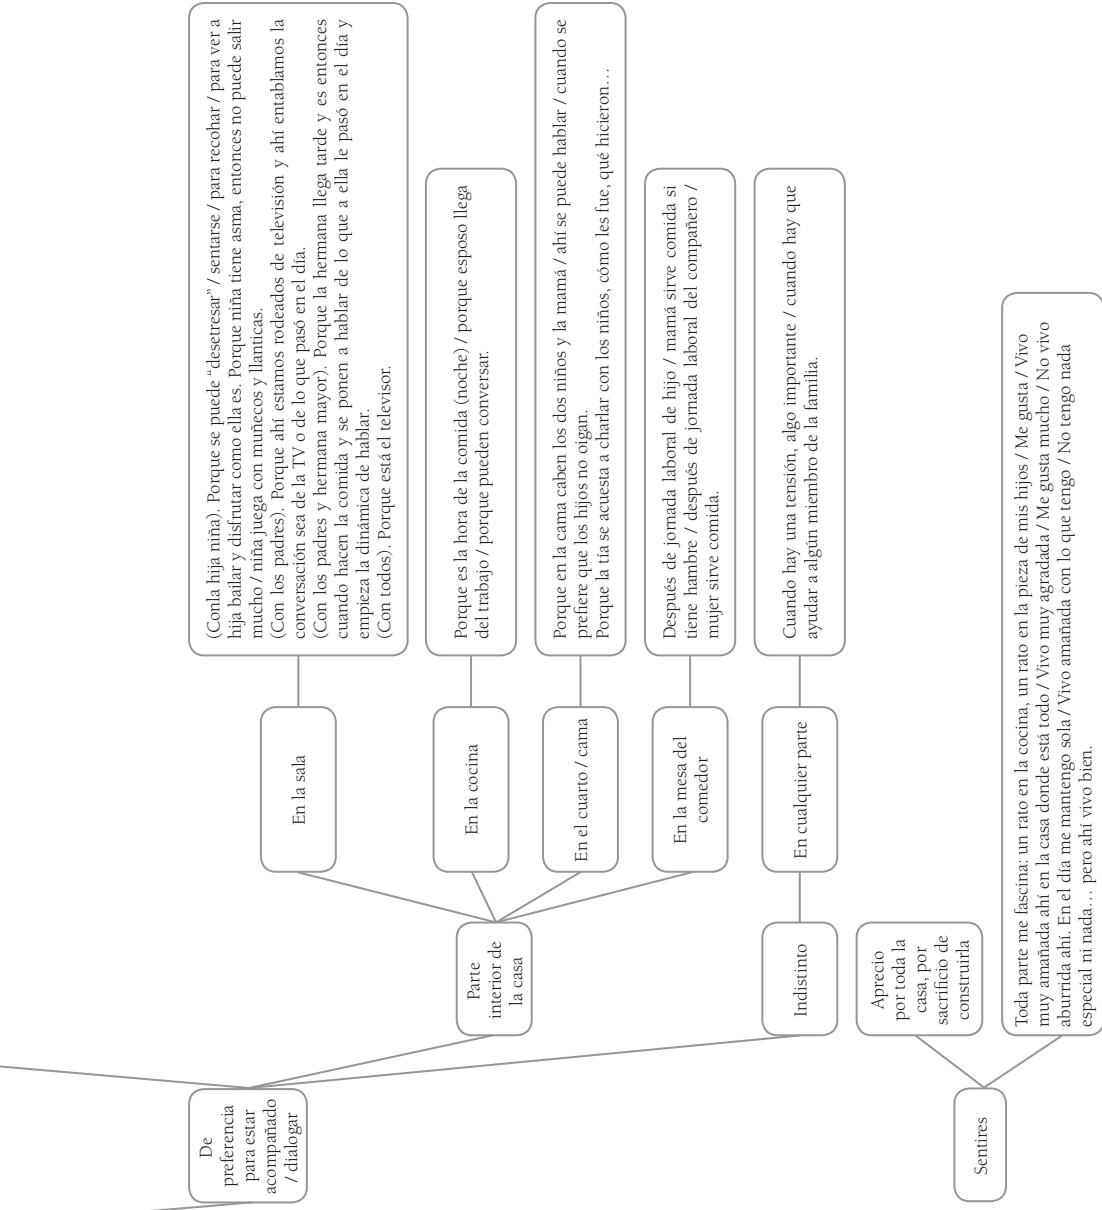 De
preferencia
para estar
acompañado
/ dialogar
Parte
interior de
la casa
En la sala
(Conla hija niña). Porque se puede “desetresar” / sentarse / para recohar / para ver a
hija bailar y disfrutar como ella es. Porque niña tiene asma, entonces no puede salir
mucho / niña juega con muñecos y llanticas.
(Con los padres). Porque ahí estamos rodeados de televisión y ahí entablamos la
conversación sea de la TV o de lo que pasó en el día.
(Con los padres y hermana mayor). Porque la hermana llega tarde y es entonces
cuando hacen la comida y se ponen a hablar de lo que a ella le pasó en el día y
empieza la dinámica de hablar.
(Con todos). Porque está el televisor.
En la cocina
Porque es la hora de la comida (noche) / porque esposo llega
del trabajo / porque pueden conversar.
En el cuarto / cama
Porque en la cama caben los dos niños y la mamá / ahí se puede hablar / cuando se
prefiere que los hijos no oigan.
Porque la tía se acuesta a charlar con los niños, cómo les fue, qué hicieron…
En la mesa del
comedor
Después de jornada laboral de hijo / mamá sirve comida si
tiene hambre / después de jornada laboral del compañero /
mujer sirve comida.
Indistinto
En cualquier parte
Cuando hay una tensión, algo importante / cuando hay que
ayudar a algún miembro de la familia.
Sentires
Aprecio
por toda la
casa, por
sacrificio de
construirla
Toda parte me fascina: un rato en la cocina, un rato en la pieza de mis hijos / Me gusta / Vivo
muy amañada ahí en la casa donde está todo / Vivo muy agradada / Me gusta mucho / No vivo
aburrida ahí. En el día me mantengo sola / Vivo amañada con lo que tengo / No tengo nada
especial ni nada… pero ahí vivo bien.